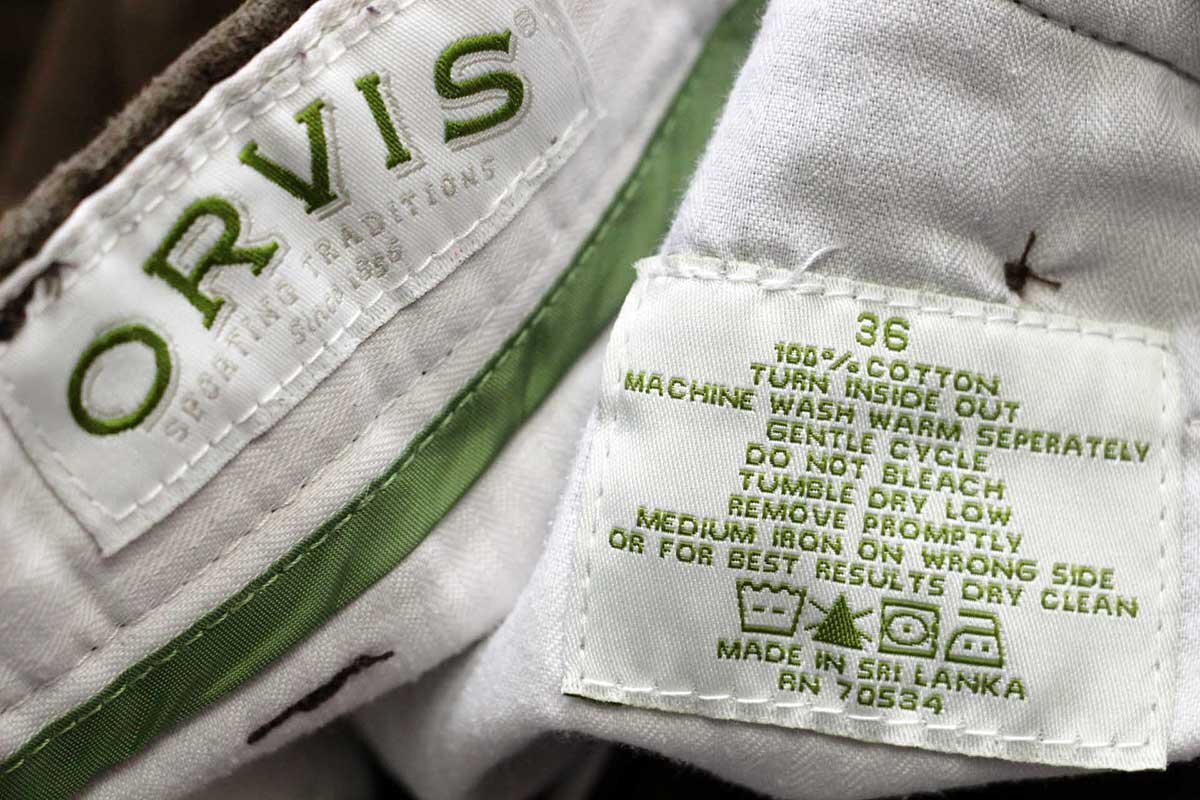 ORVIS®
SPORTING TRADITIONS
Since 1856
36
100% COTTON
TURN INSIDE OUT
MACHINE WASH WARM SEPERATELY
GENTLE CYCLE
DO NOT BLEACH
TUMBLE DRY LOW
REMOVE PROMPTLY
MEDIUM IRON ON WRONG SIDE
OR FOR BEST RESULTS DRY CLEAN
MADE IN SRI LANKA
RN 70534